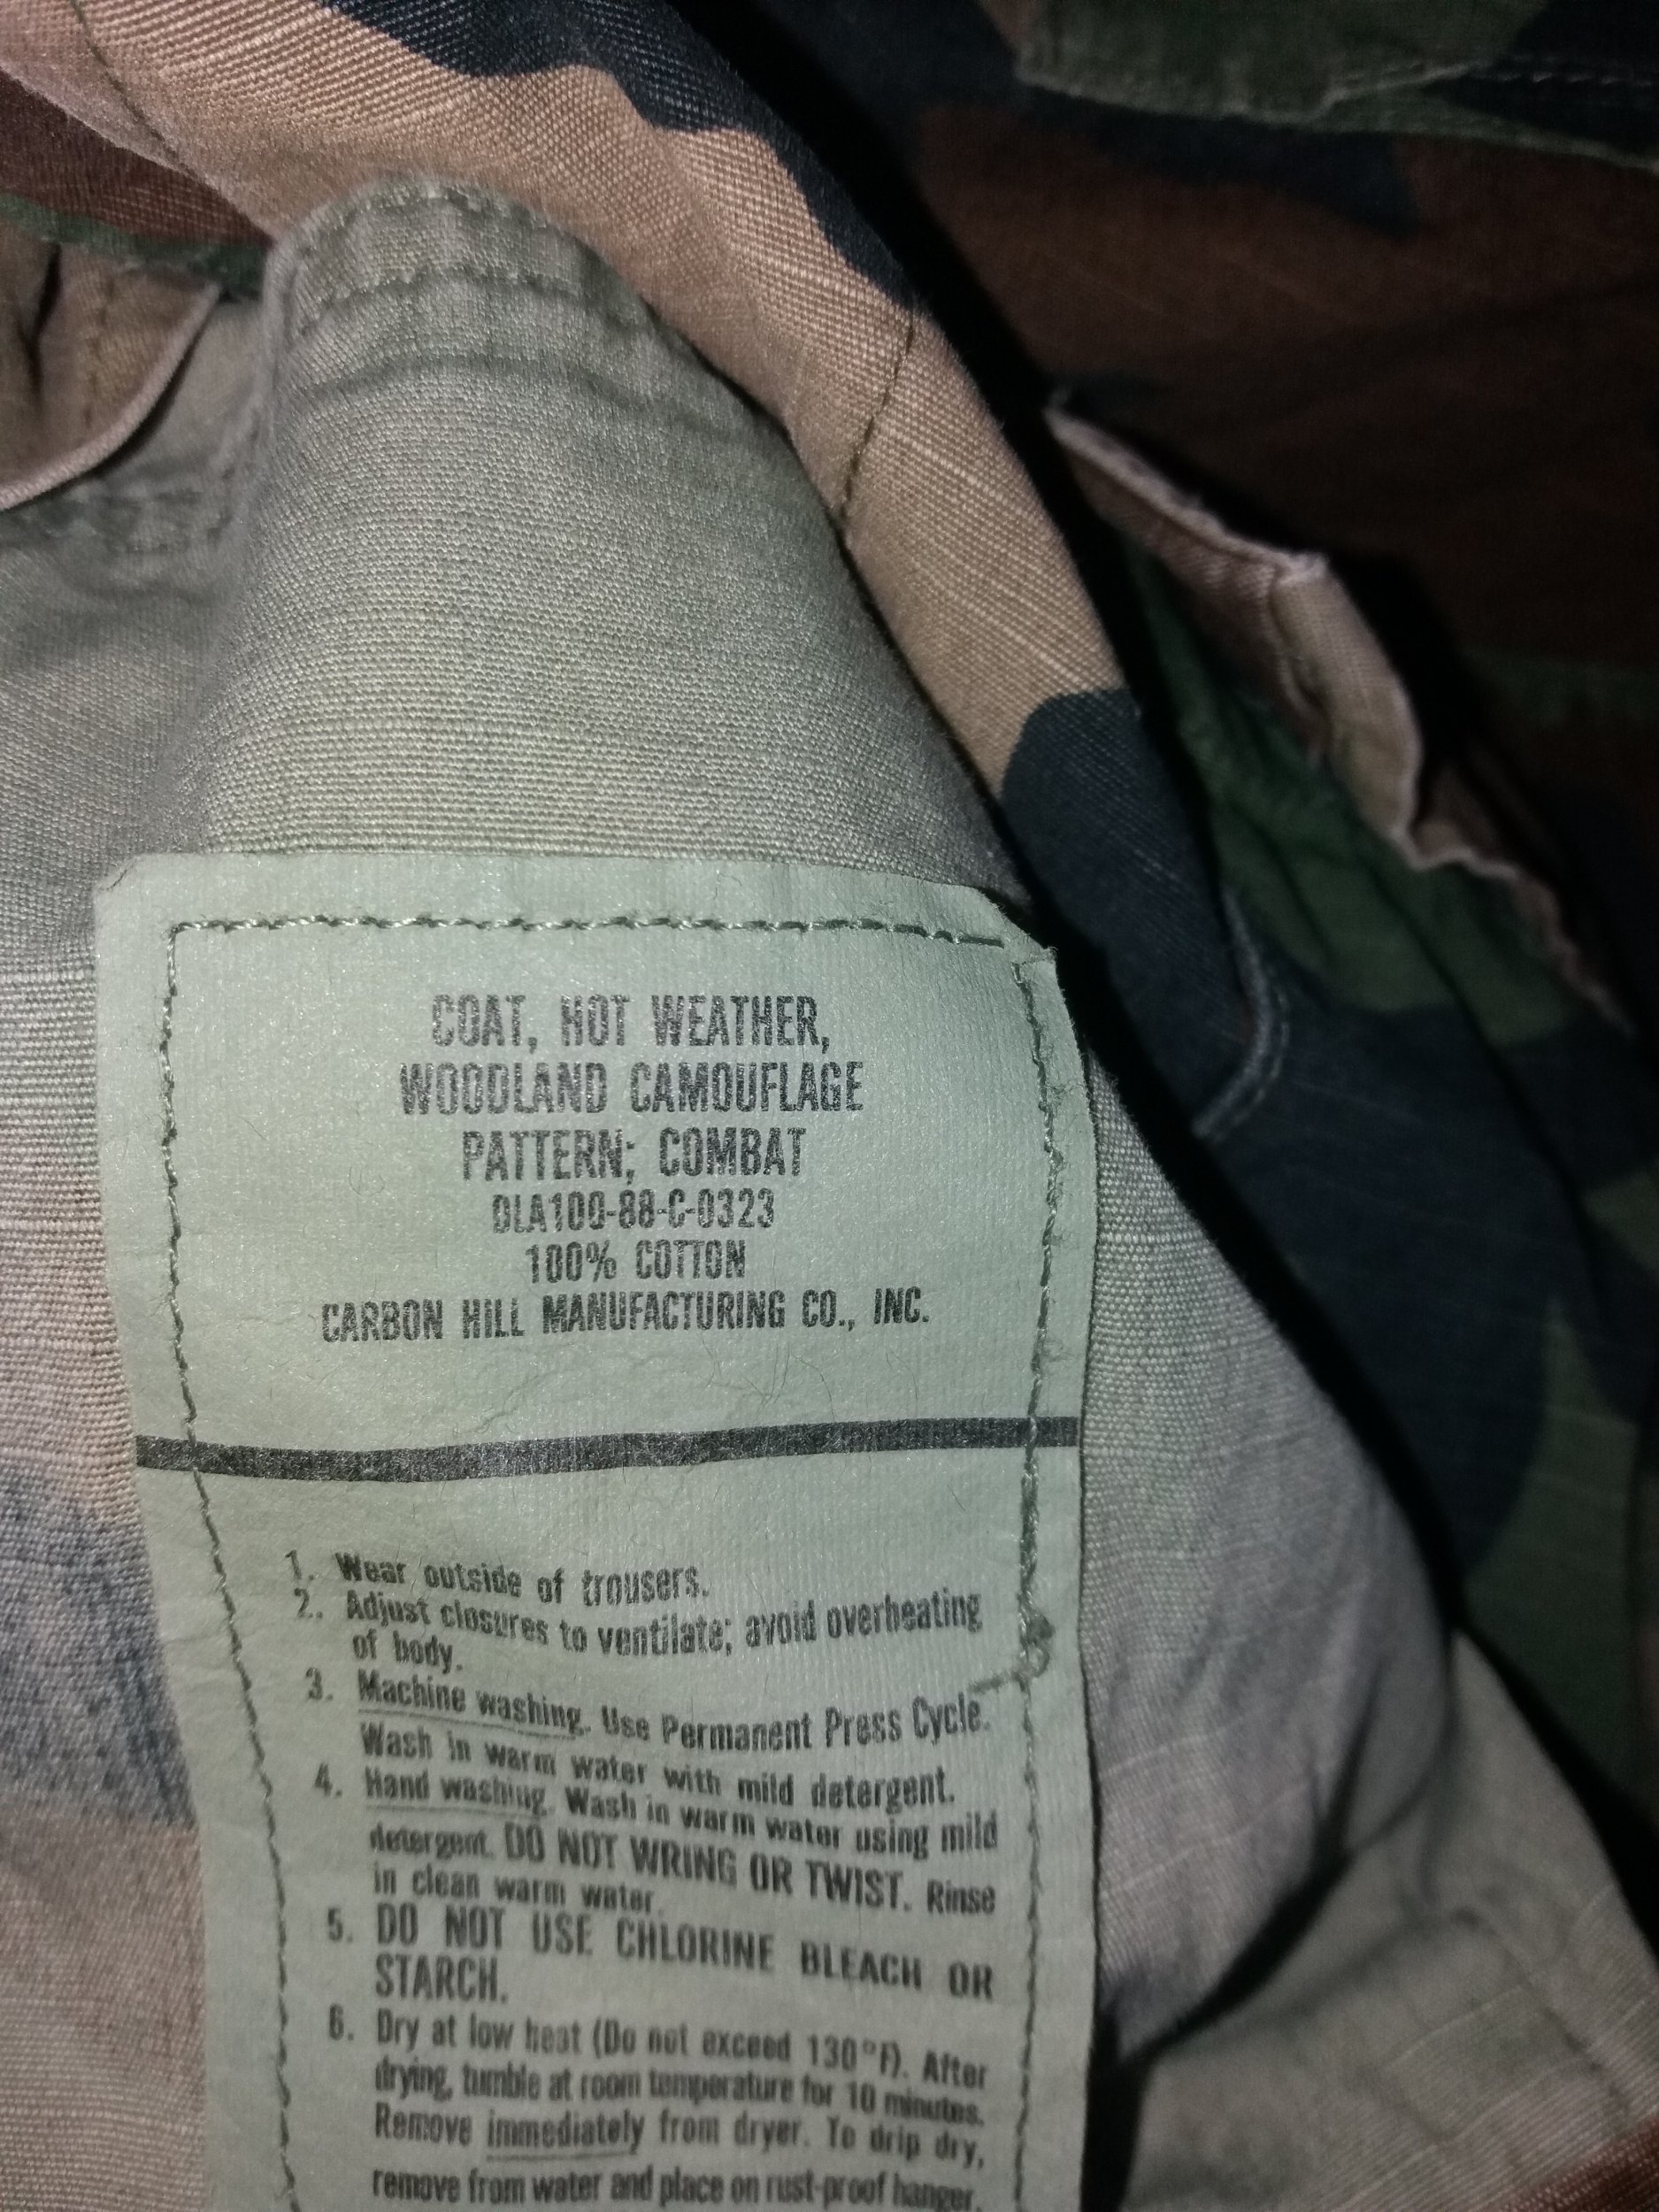 COAT, HOT WEATHER,
WOODLAND CAMOUFLAGE
PATTERN; COMBAT
DLA100-88-C-0323
100% COTTON
CARBON HILL MANUFACTURING CO., INC.
1. Wear outside of trousers.
2. Adjust closures to ventilate; avoid overheating
of body.
3. Machine washing. Use Permanent Press Cycle.
Wash in warm water with mild detergent.
4. Hand washing. Wash in warm water using mild
detergent. DO NOT WRING OR TWIST. Rinse
in clean warm water.
5. DO NOT USE CHLORINE BLEACH OR
STARCH.
6. Dry at low heat (Do not exceed 130°F). After
drying, tumble at room temperature for 10 minutes.
Remove immediately from dryer. To drip dry,
remove from water and place on rust-proof hanger.